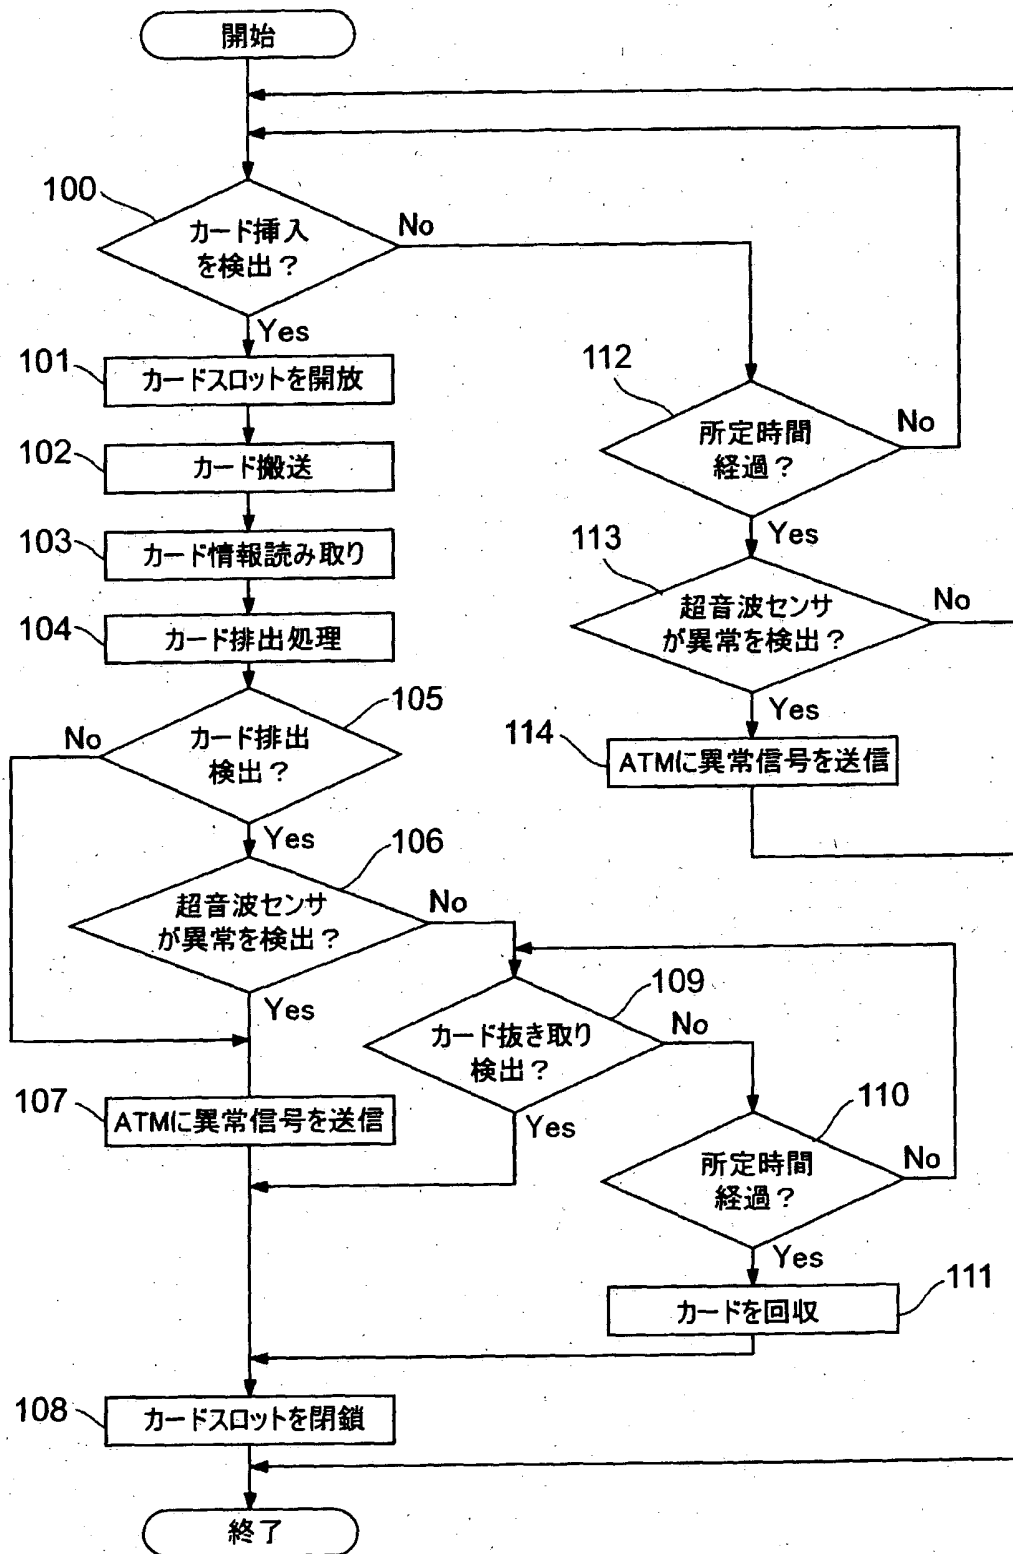 開始
100
カード挿入
を検出？
No
Yes
101
カードスロットを開放
102
カード搬送
103
カード情報読み取り
104
カード排出処理
105
カード排出
検出？
No
Yes
106
超音波センサ
が異常を検出？
No
Yes
107
ATMに異常信号を送信
108
カードスロットを閉鎖
終了
109
カード抜き取り
検出？
No
Yes
110
所定時間
経過？
No
Yes
111
カードを回収
112
所定時間
経過？
No
Yes
113
超音波センサ
が異常を検出？
No
Yes
114
ATMに異常信号を送信